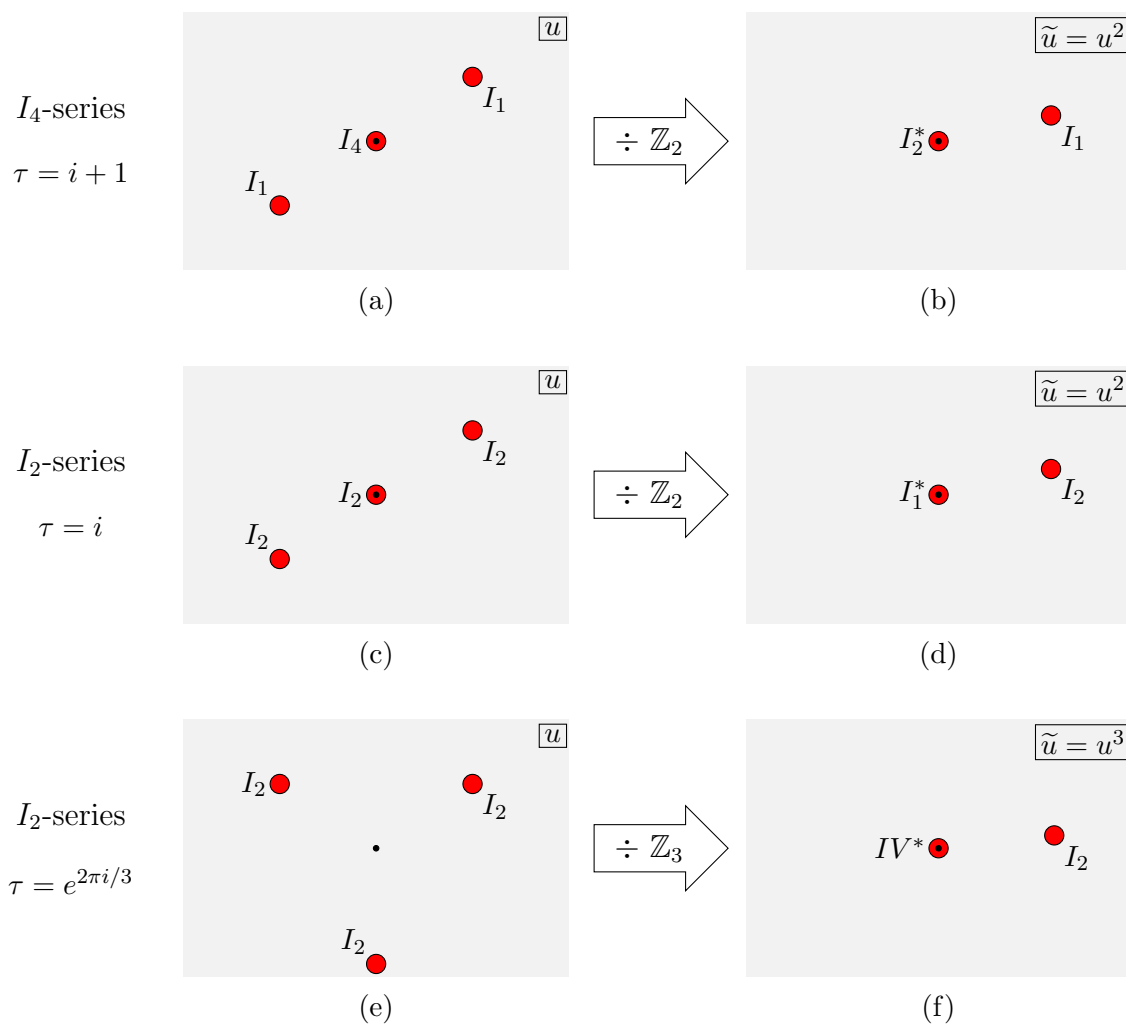 I₄-series
τ = i + 1
u
I₁
I₄
I₁
(a)
÷ ℤ₂
ũ = u²
I₂*
I₁
(b)
I₂-series
τ = i
u
I₂
I₂
I₂
(c)
÷ ℤ₂
ũ = u²
I₁*
I₂
(d)
I₂-series
τ = e^{2πi/3}
u
I₂
I₂
I₂
(e)
÷ ℤ₃
ũ = u³
IV*
I₂
(f)